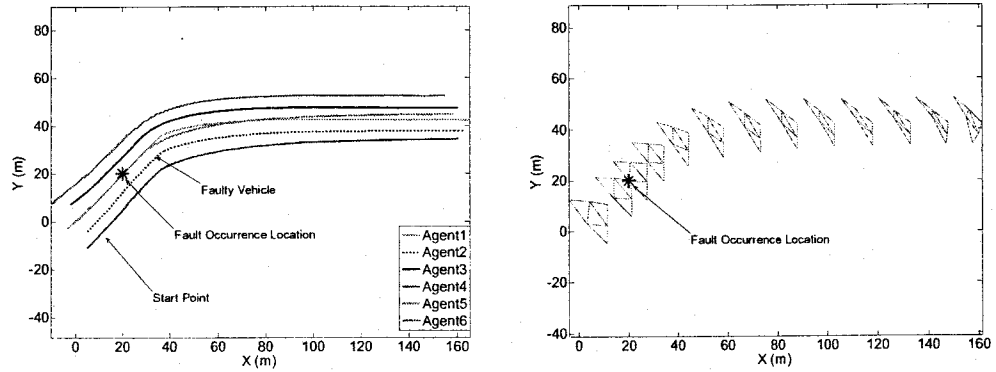 80
60
40
20
0
-20
-40
Y (m)
0
20
40
60
80
100
120
140
160
X (m)
Faulty Vehicle
Fault Occurrence Location
Start Point
Agent1
Agent2
Agent3
Agent4
Agent5
Agent6
80
60
40
20
0
-20
-40
Y (m)
0
20
40
60
80
100
120
140
160
X (m)
Fault Occurrence Location